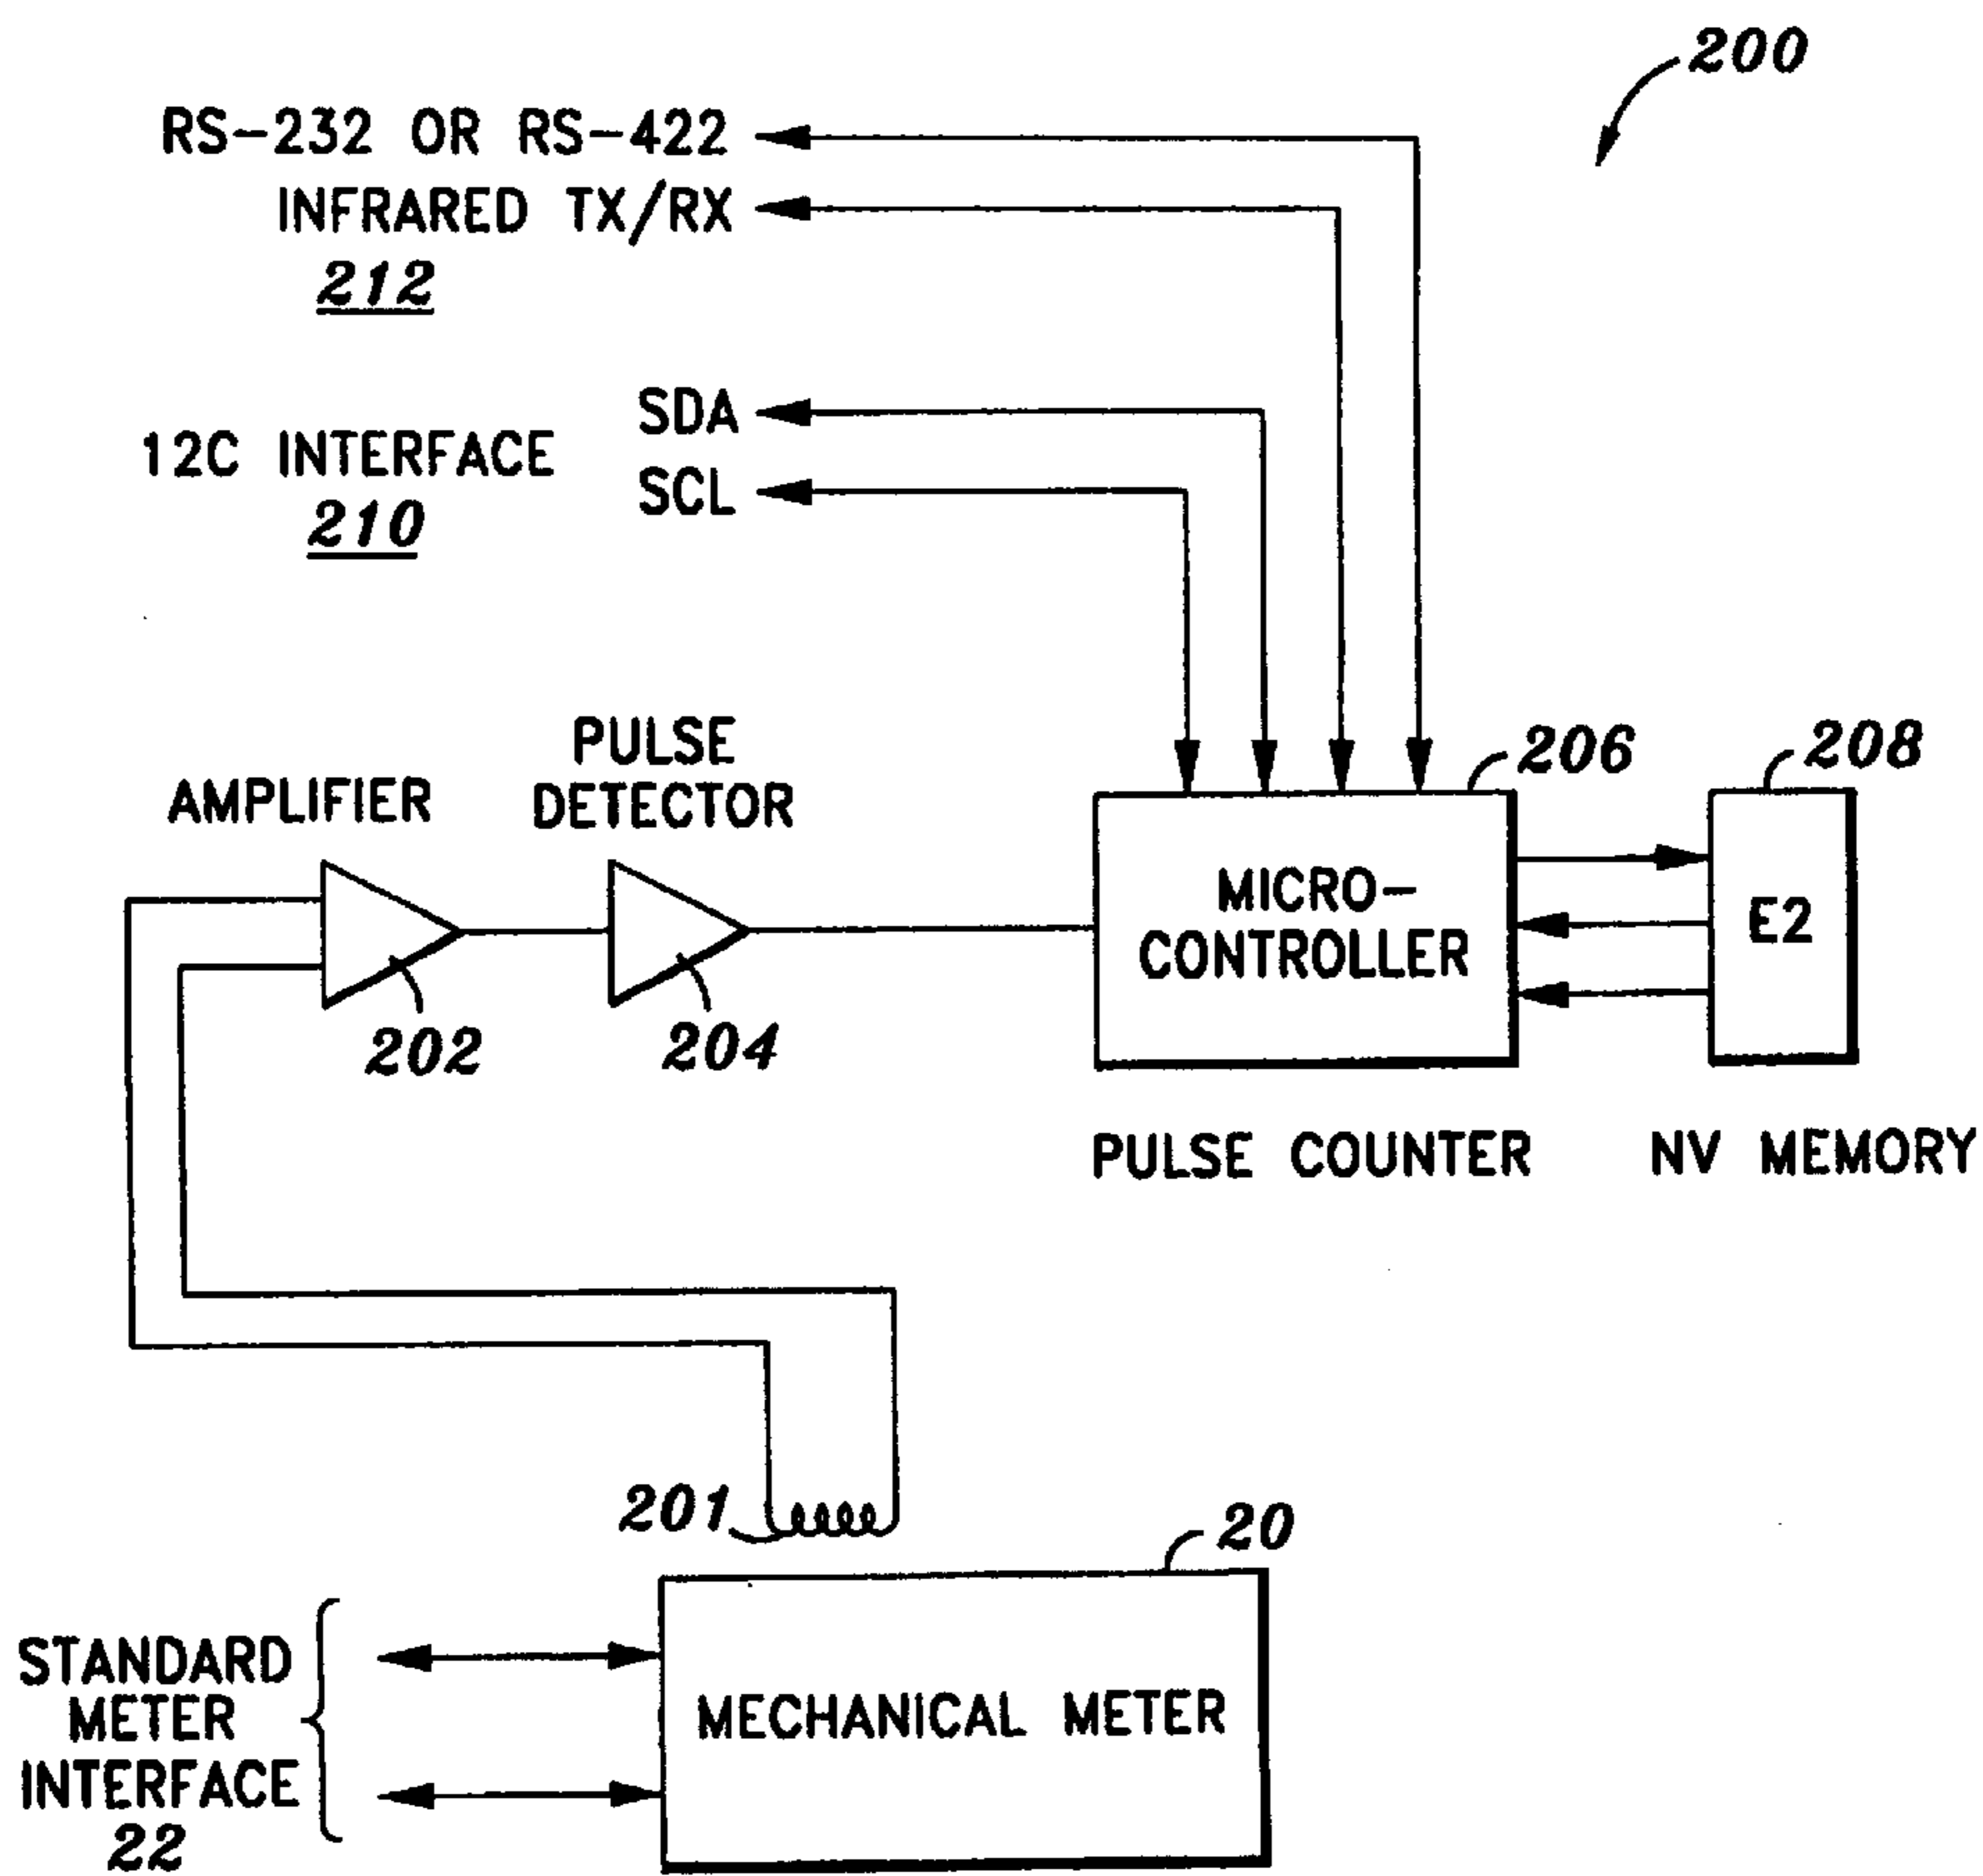 200
RS-232 OR RS-422
INFRARED TX/RX
212
SDA
12C INTERFACE
SCL
210
PULSE
DETECTOR
AMPLIFIER
206
208
MICRO-
CONTROLLER
E2
202
204
PULSE COUNTER
NV MEMORY
201
20
STANDARD
METER
INTERFACE
22
MECHANICAL METER